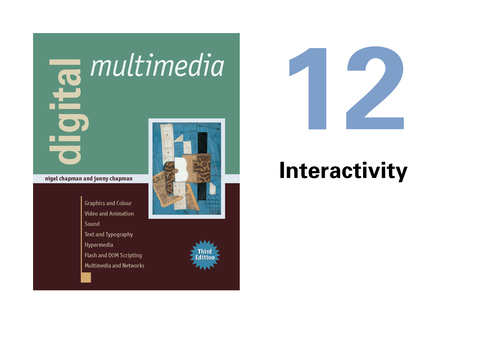 digital
multimedia
nigel chapman and jenny chapman
Graphics and Colour
Video and Animation
Sound
Text and Typography
Hypermedia
Flash and DOM Scripting
Multimedia and Networks
Third
Edition
12
Interactivity